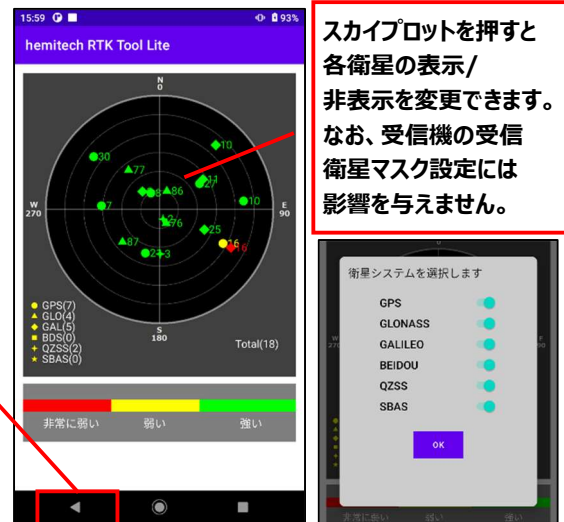 15:59
93%
hemitech RTK Tool Lite
N
0
30
10
77
11
27
8
86
10
W
270
7
E
90
2
76
25
87
16
16
21
3
GPS(7)
GLO(4)
GAL(5)
BDS(0)
QZSS(2)
SBAS(0)
S
180
Total(18)
非常に弱い 弱い 強い
スカイプロットを押すと
各衛星の表示/
非表示を変更できます。
なお、受信機の受信
衛星マスク設定には
影響を与えません。
衛星システムを選択します
GPS
GLONASS
GALILEO
BEIDOU
QZSS
SBAS
OK
非常に弱い 弱い 強い